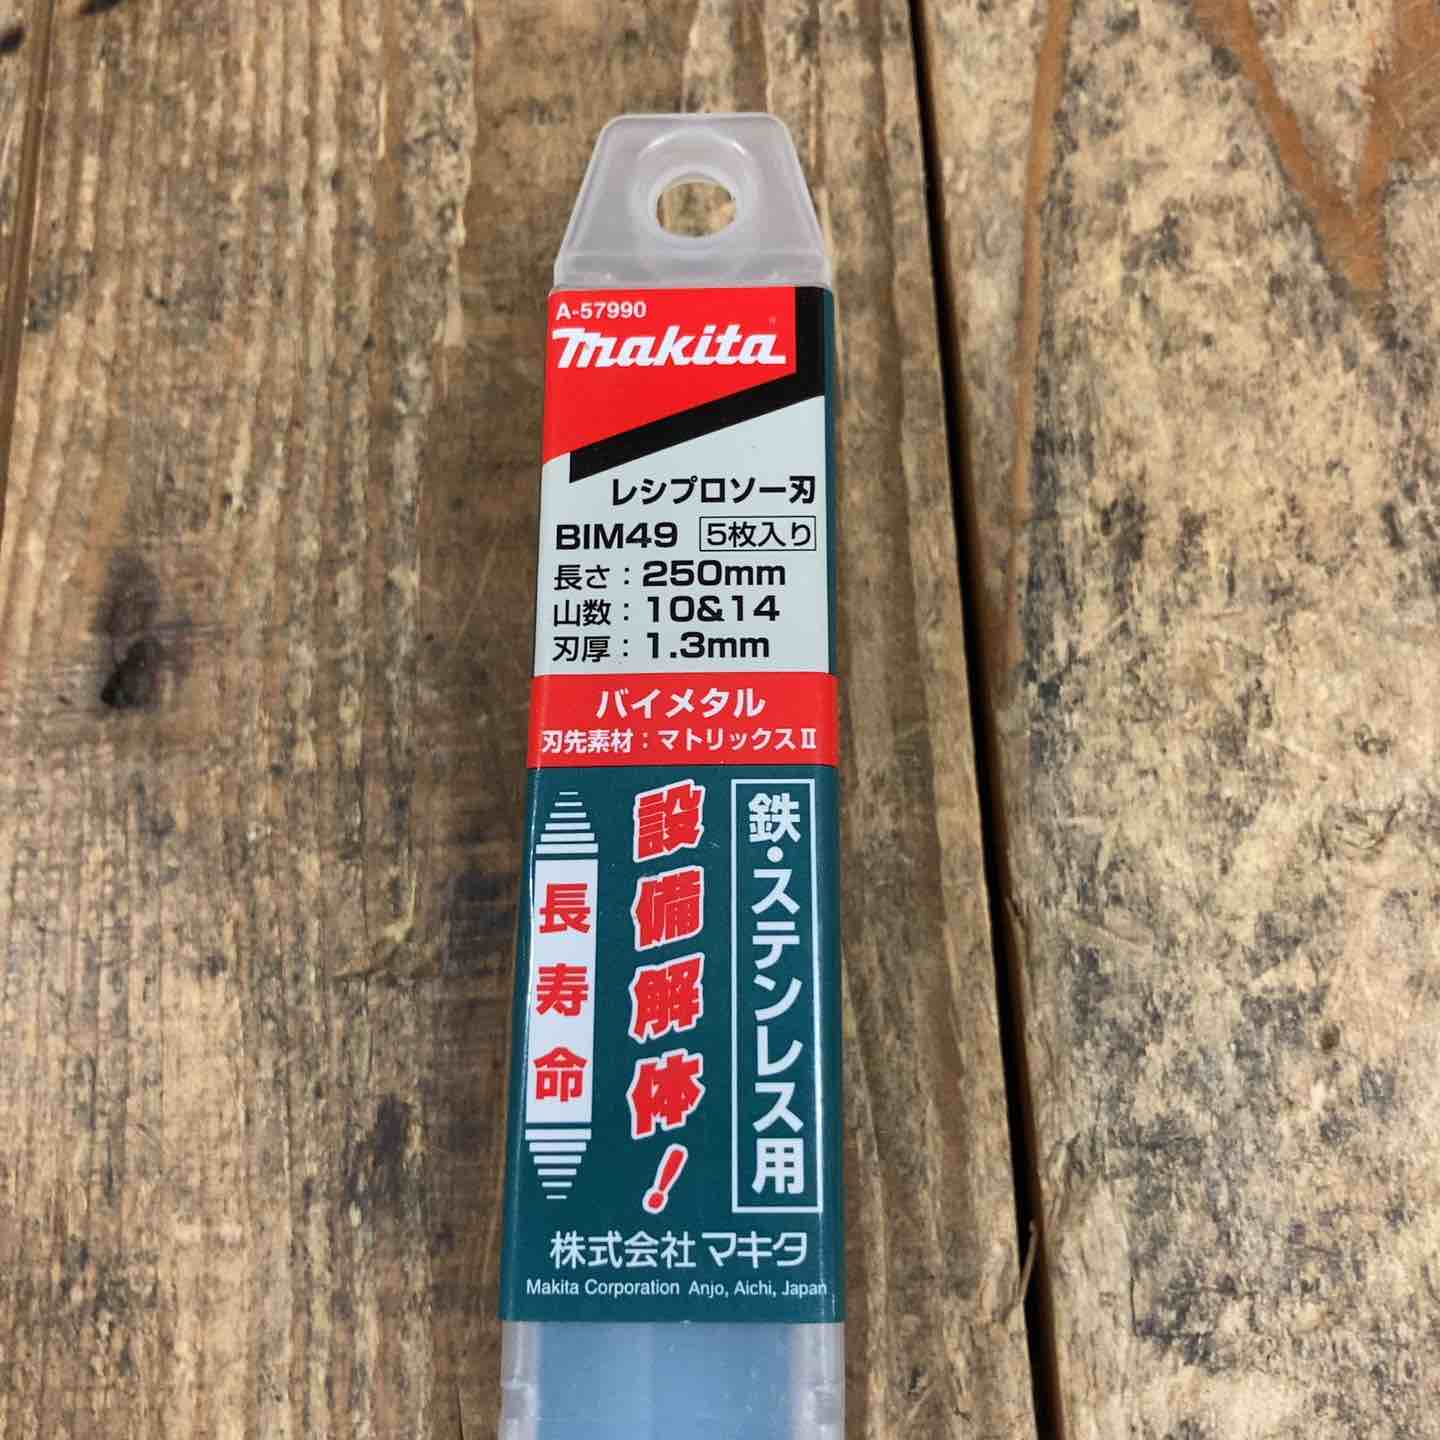 A-57990
makita
レシプロソー刃
BIM49 5枚入り
長さ：250mm
山数：10&14
刃厚：1.3mm
バイメタル
刃先素材：マトリックスⅡ
鉄・ステンレス用
設備解体！
長寿命
株式会社マキタ
Makita Corporation Anjo, Aichi, Japan